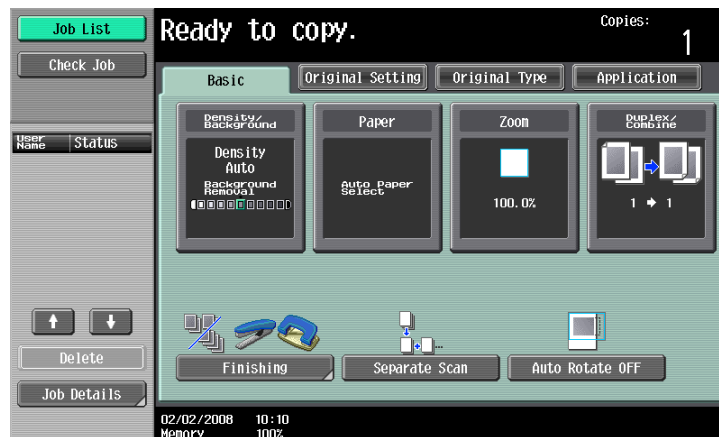 Job List
Ready to copy.
Copies:
1
Check Job
Basic
Original Setting
Original Type
Application
User Name
Status
Density/
Background
Paper
Zoom
Duplex/
Combine
Density
Auto
Background
Removal
Auto Paper
Select
100.0%
1 → 1
Finishing
Separate Scan
Auto Rotate OFF
Delete
Job Details
02/02/2008 10:10
Memory 100%